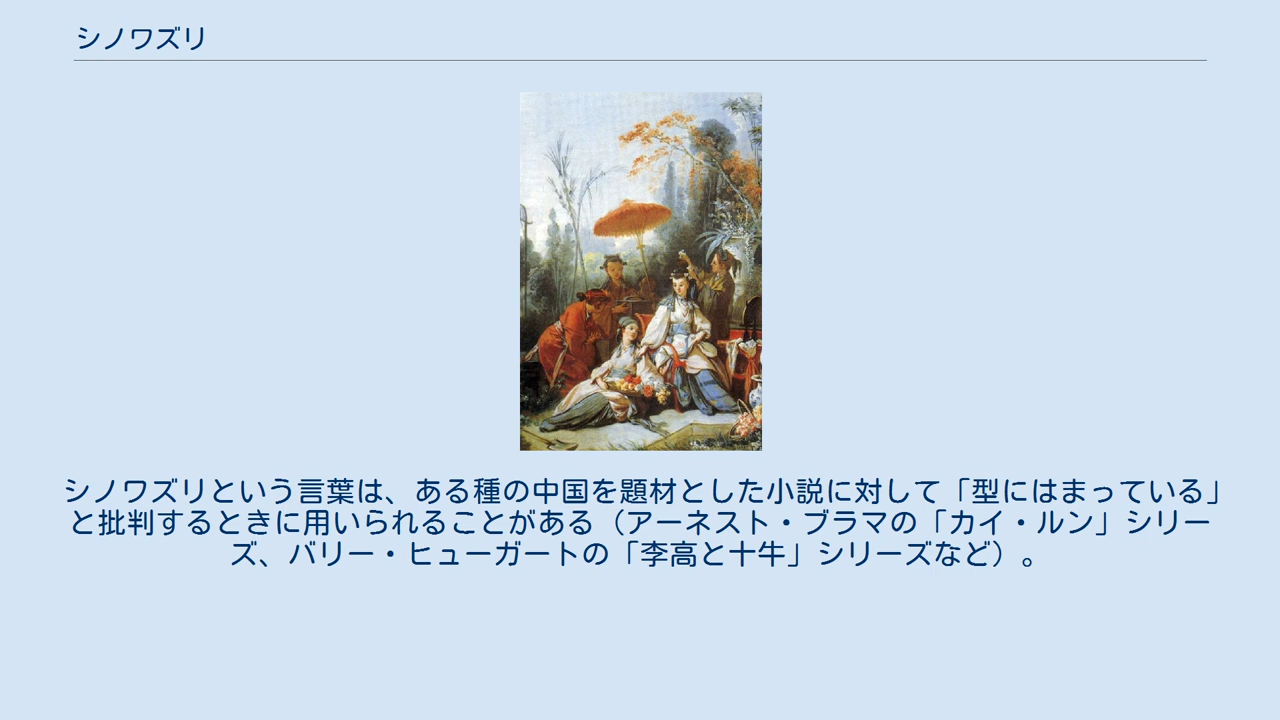 シノワズリ
シノワズリという言葉は、ある種の中国を題材とした小説に対して「型にはまっている」
と批判するときに用いられることがある（アーネスト・ブラマの「カイ・ルン」シリー
ズ、バリー・ヒューガートの「李高と十牛」シリーズなど）。